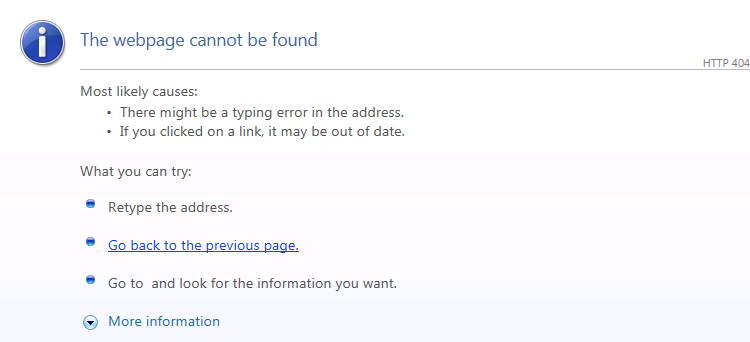 The webpage cannot be found
HTTP 404
Most likely causes:
• There might be a typing error in the address.
• If you clicked on a link, it may be out of date.
What you can try:
Retype the address.
Go back to the previous page.
Go to  and look for the information you want.
More information